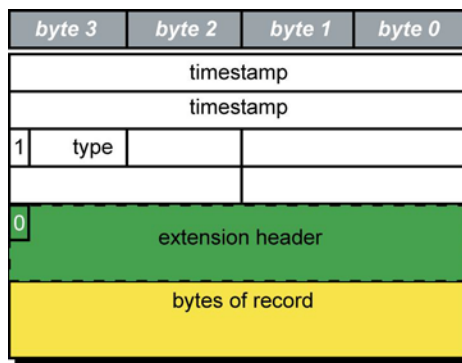 byte 3 byte 2 byte 1 byte 0
timestamp
timestamp
1 type
0
extension header
bytes of record